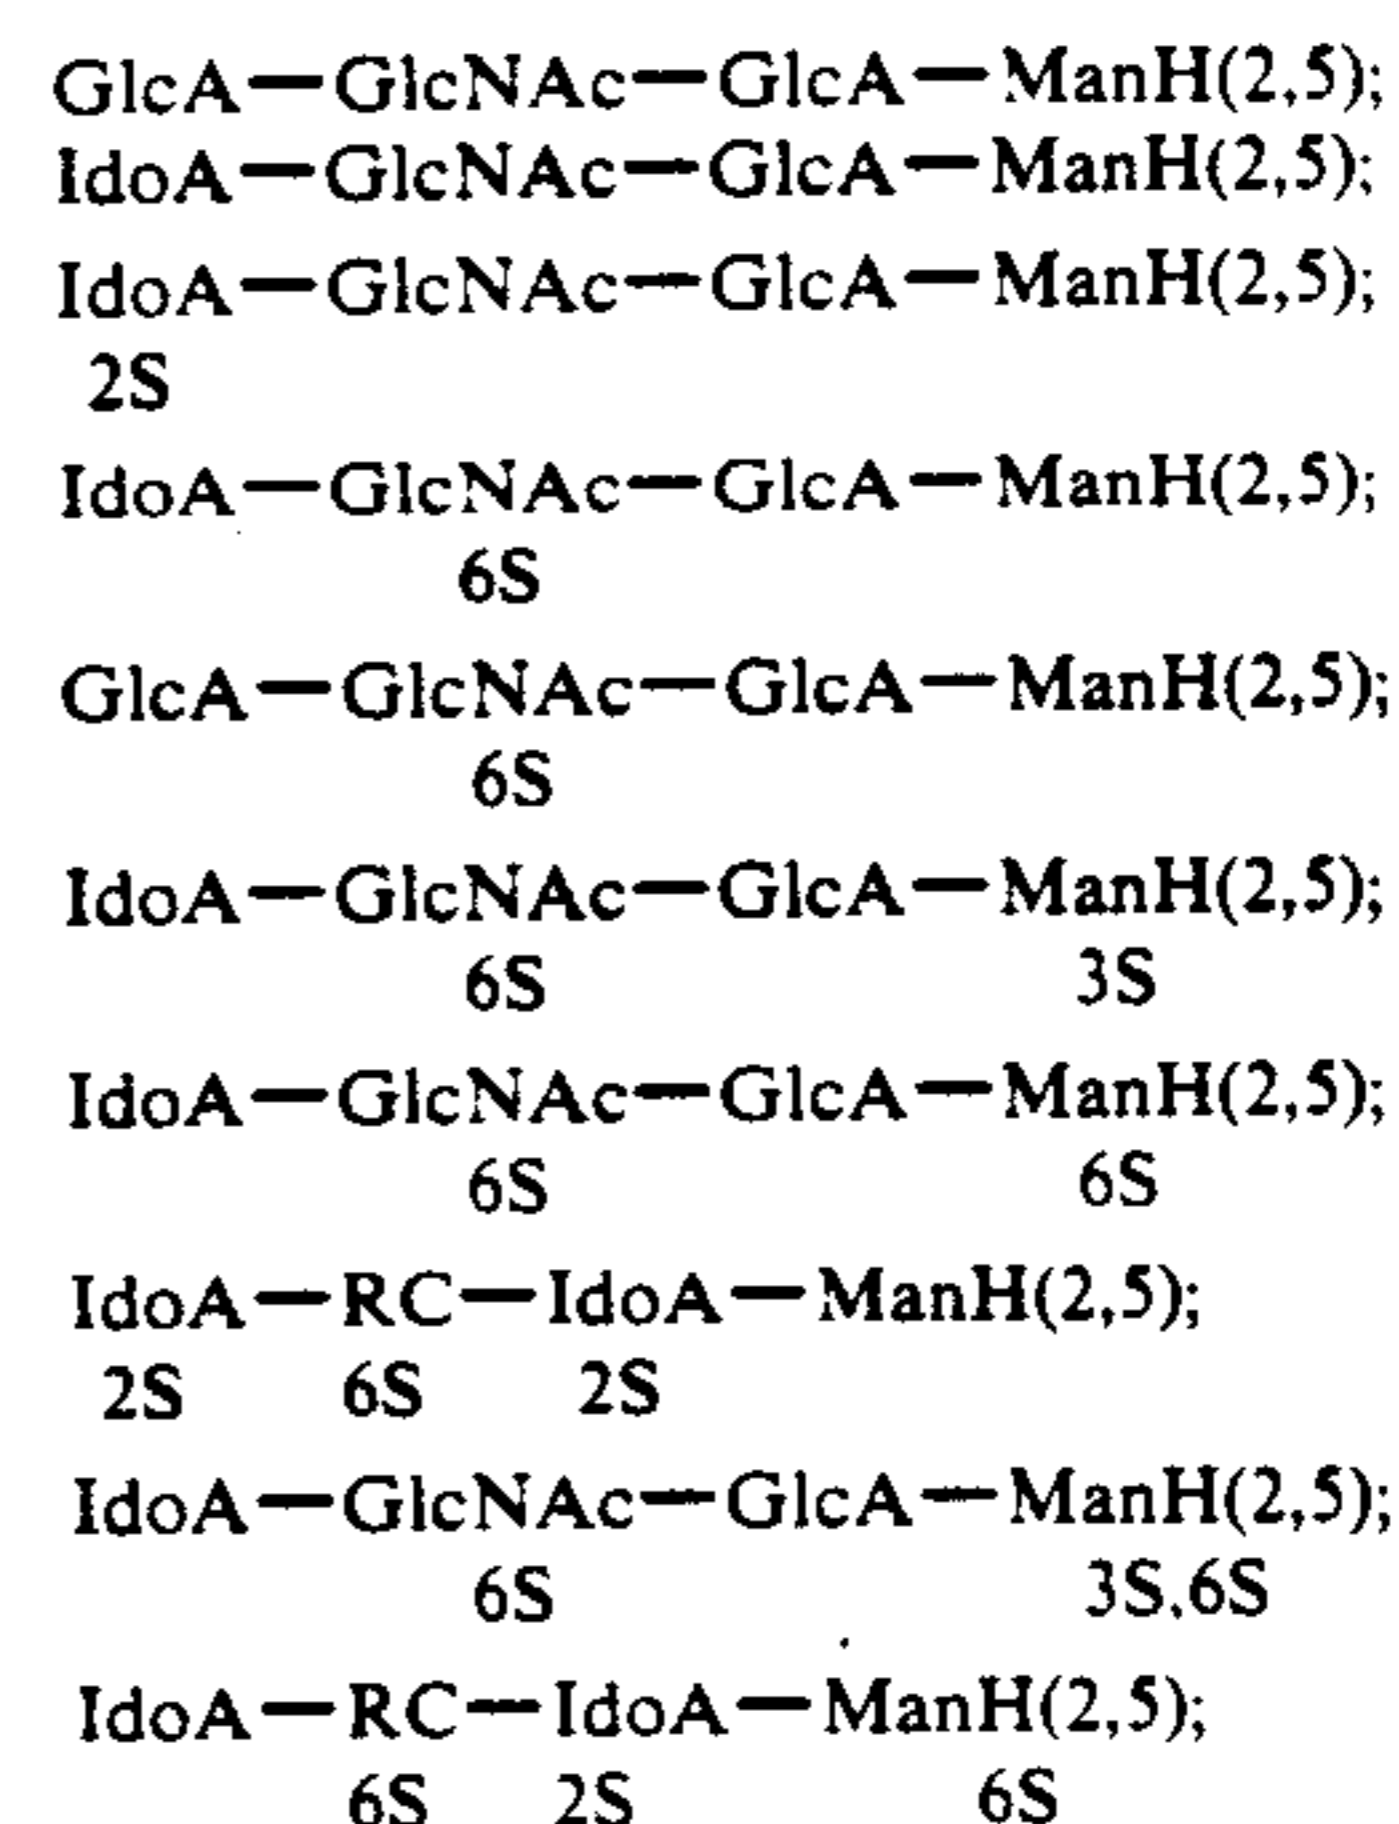 GlcA—GlcNAc—GlcA—ManH(2,5);
IdoA—GlcNAc—GlcA—ManH(2,5);
IdoA—GlcNAc—GlcA—ManH(2,5);
2S
IdoA—GlcNAc—GlcA—ManH(2,5);
6S
GlcA—GlcNAc—GlcA—ManH(2,5);
6S
IdoA—GlcNAc—GlcA—ManH(2,5);
6S 3S
IdoA—GlcNAc—GlcA—ManH(2,5);
6S 6S
IdoA—RC—IdoA—ManH(2,5);
2S 6S 2S
IdoA—GlcNAc—GlcA—ManH(2,5);
6S 3S,6S
IdoA—RC—IdoA—ManH(2,5);
6S 2S 6S